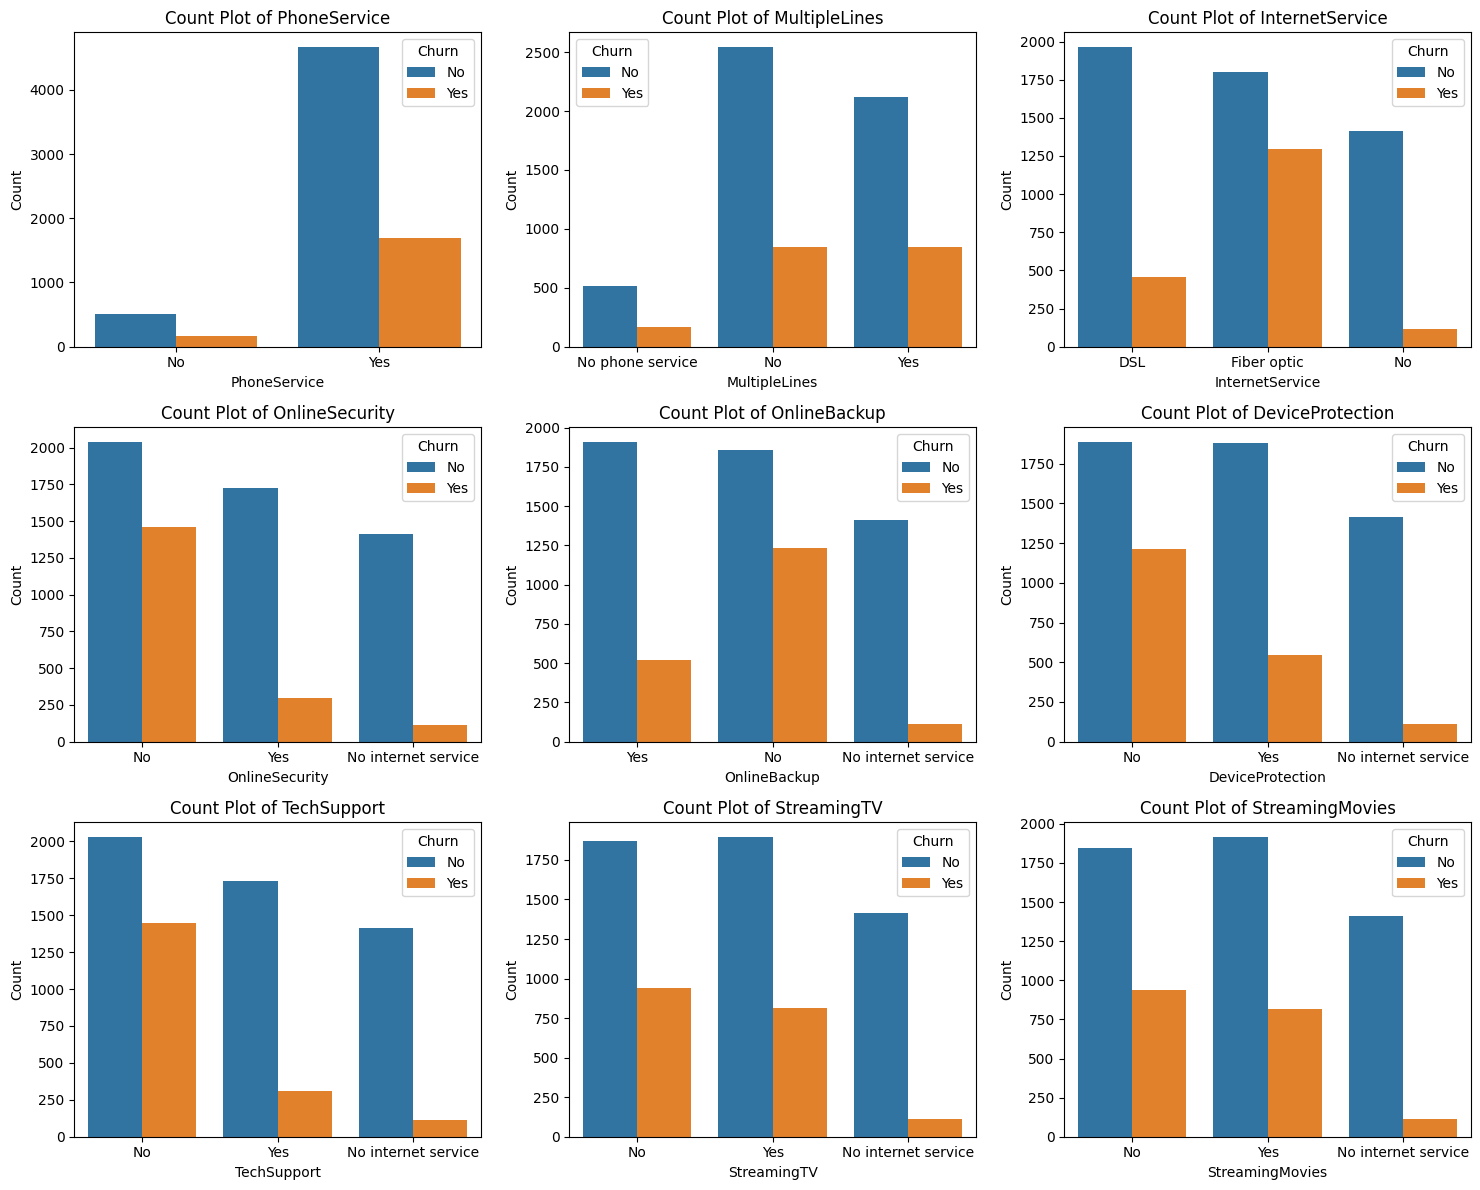 Count Plot of PhoneService
Churn
No
Yes
4000
3000
2000
1000
0
Count
No Yes
PhoneService
Count Plot of MultipleLines
Churn
No
Yes
2500
2000
1500
1000
500
0
Count
No phone service No Yes
MultipleLines
Count Plot of InternetService
Churn
No
Yes
2000
1750
1500
1250
1000
750
500
250
0
Count
DSL Fiber optic No
InternetService
Count Plot of OnlineSecurity
Churn
No
Yes
2000
1750
1500
1250
1000
750
500
250
0
Count
No Yes No internet service
OnlineSecurity
Count Plot of OnlineBackup
Churn
No
Yes
2000
1750
1500
1250
1000
750
500
250
0
Count
Yes No No internet service
OnlineBackup
Count Plot of DeviceProtection
Churn
No
Yes
1750
1500
1250
1000
750
500
250
0
Count
No Yes No internet service
DeviceProtection
Count Plot of TechSupport
Churn
No
Yes
2000
1750
1500
1250
1000
750
500
250
0
Count
No Yes No internet service
TechSupport
Count Plot of StreamingTV
Churn
No
Yes
1750
1500
1250
1000
750
500
250
0
Count
No Yes No internet service
StreamingTV
Count Plot of StreamingMovies
Churn
No
Yes
2000
1750
1500
1250
1000
750
500
250
0
Count
No Yes No internet service
StreamingMovies